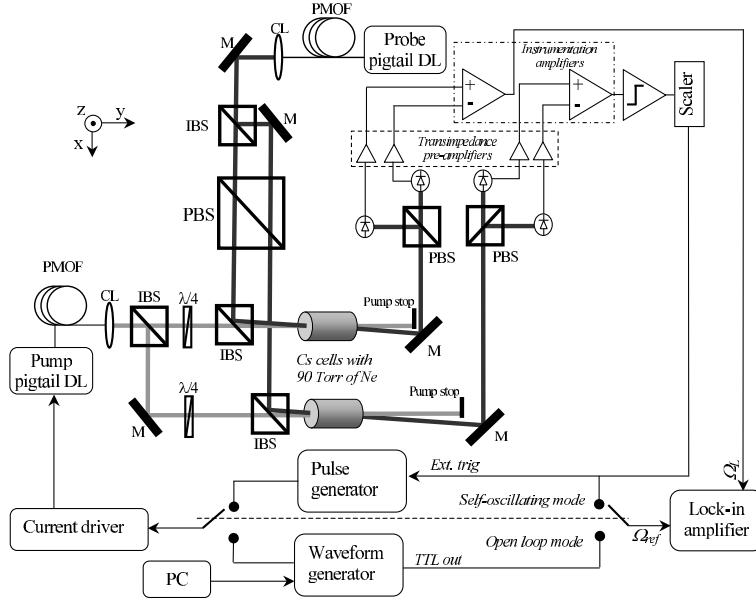 PMOF
Probe
pigtail DL
CL
M
Instrumentation
amplifiers
+
-
+
-
Scaler
z
y
x
IBS
M
Transimpedance
pre-amplifiers
PBS
PBS
PBS
PMOF
CL
IBS
λ/4
Pump stop
IBS
M
Pump
pigtail DL
Cs cells with
90 Torr of Ne
λ/4
Pump stop
M
IBS
M
Ext. trig
Ω_L
Pulse
generator
Self-oscillating mode
Current driver
Lock-in
amplifier
Ω_ref
Open loop mode
Waveform
generator
TTL out
PC